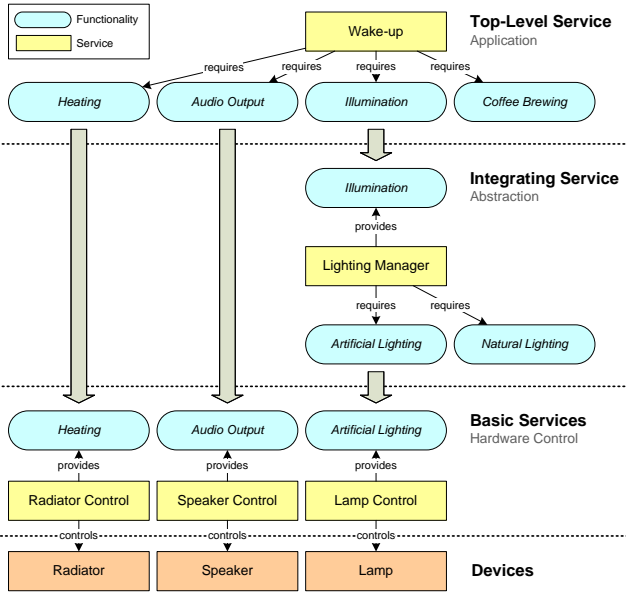 Functionality
Service
Wake-up
Top-Level Service
Application
requires requires requires requires
Heating Audio Output Illumination Coffee Brewing
Illumination
Integrating Service
Abstraction
provides
Lighting Manager
requires requires
Artificial Lighting Natural Lighting
Heating Audio Output Artificial Lighting
Basic Services
Hardware Control
provides provides provides
Radiator Control Speaker Control Lamp Control
controls controls controls
Radiator Speaker Lamp Devices